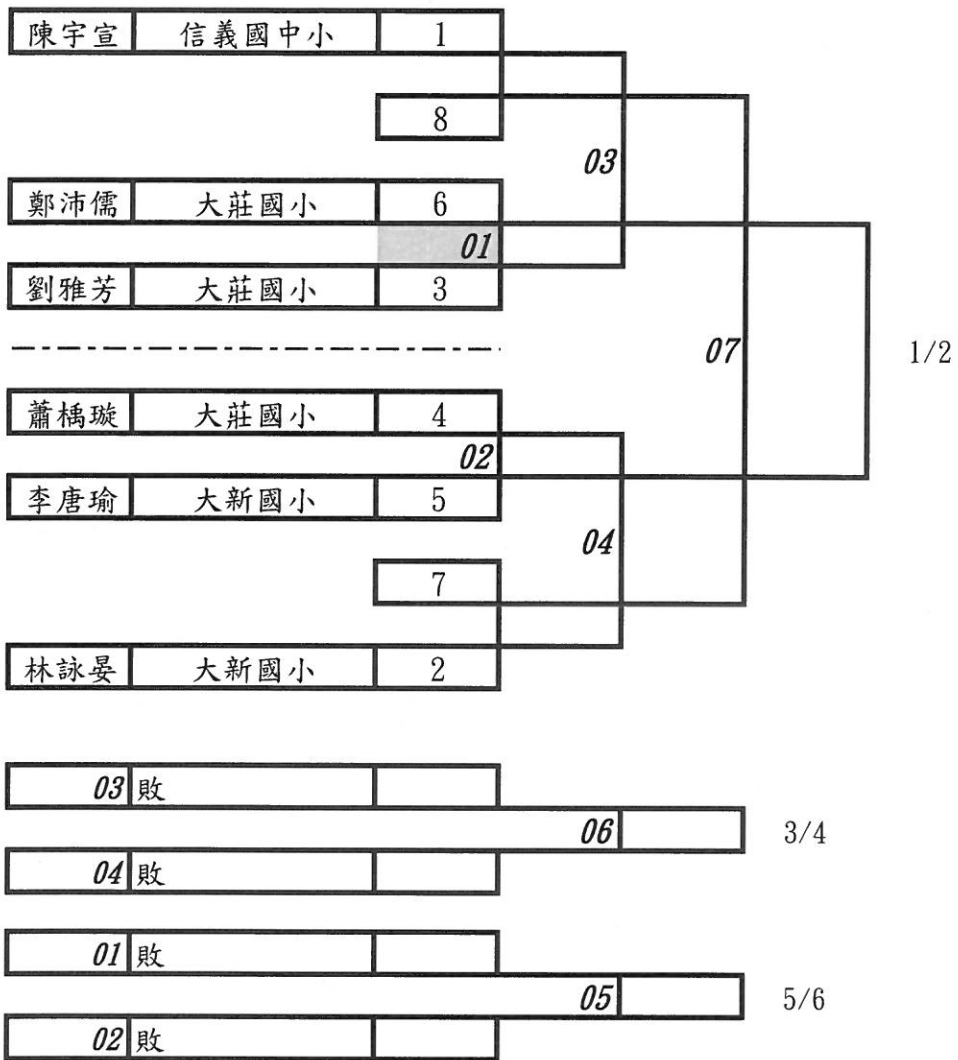 陳宇宣 信義國中小 1
8
03
鄭沛儒 大莊國小 6
01
劉雅芳 大莊國小 3
07 1/2
蕭楀璇 大莊國小 4
02
李唐瑜 大新國小 5
04
7
林詠晏 大新國小 2
03 敗
06 3/4
04 敗
01 敗
05 5/6
02 敗